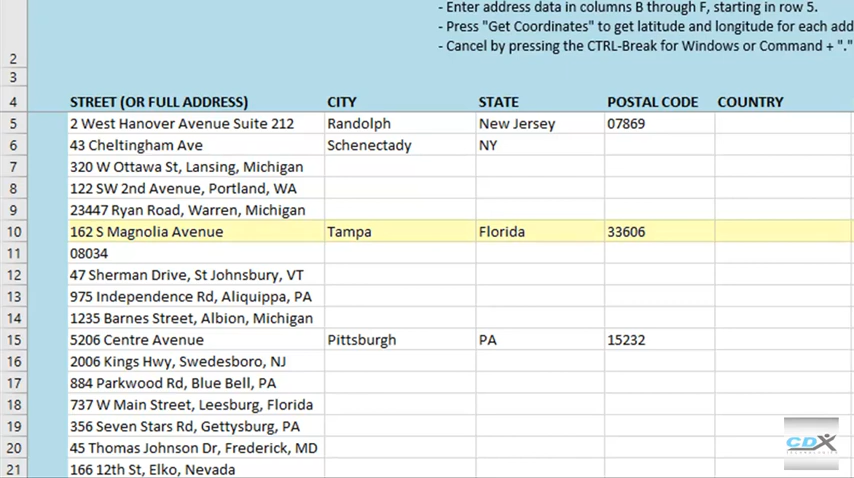 - Enter address data in columns B through F, starting in row 5.
- Press "Get Coordinates" to get latitude and longitude for each add
2 - Cancel by pressing the CTRL-Break for Windows or Command + "."
3
4 STREET (OR FULL ADDRESS) CITY STATE POSTAL CODE COUNTRY
5 2 West Hanover Avenue Suite 212 Randolph New Jersey 07869
6 43 Cheltingham Ave Schenectady NY
7 320 W Ottawa St, Lansing, Michigan
8 122 SW 2nd Avenue, Portland, WA
9 23447 Ryan Road, Warren, Michigan
10 162 S Magnolia Avenue Tampa Florida 33606
11 08034
12 47 Sherman Drive, St Johnsbury, VT
13 975 Independence Rd, Aliquippa, PA
14 1235 Barnes Street, Albion, Michigan
15 5206 Centre Avenue Pittsburgh PA 15232
16 2006 Kings Hwy, Swedesboro, NJ
17 884 Parkwood Rd, Blue Bell, PA
18 737 W Main Street, Leesburg, Florida
19 356 Seven Stars Rd, Gettysburg, PA
20 45 Thomas Johnson Dr, Frederick, MD
21 166 12th St, Elko, Nevada
CDX
TECHNOLOGIES